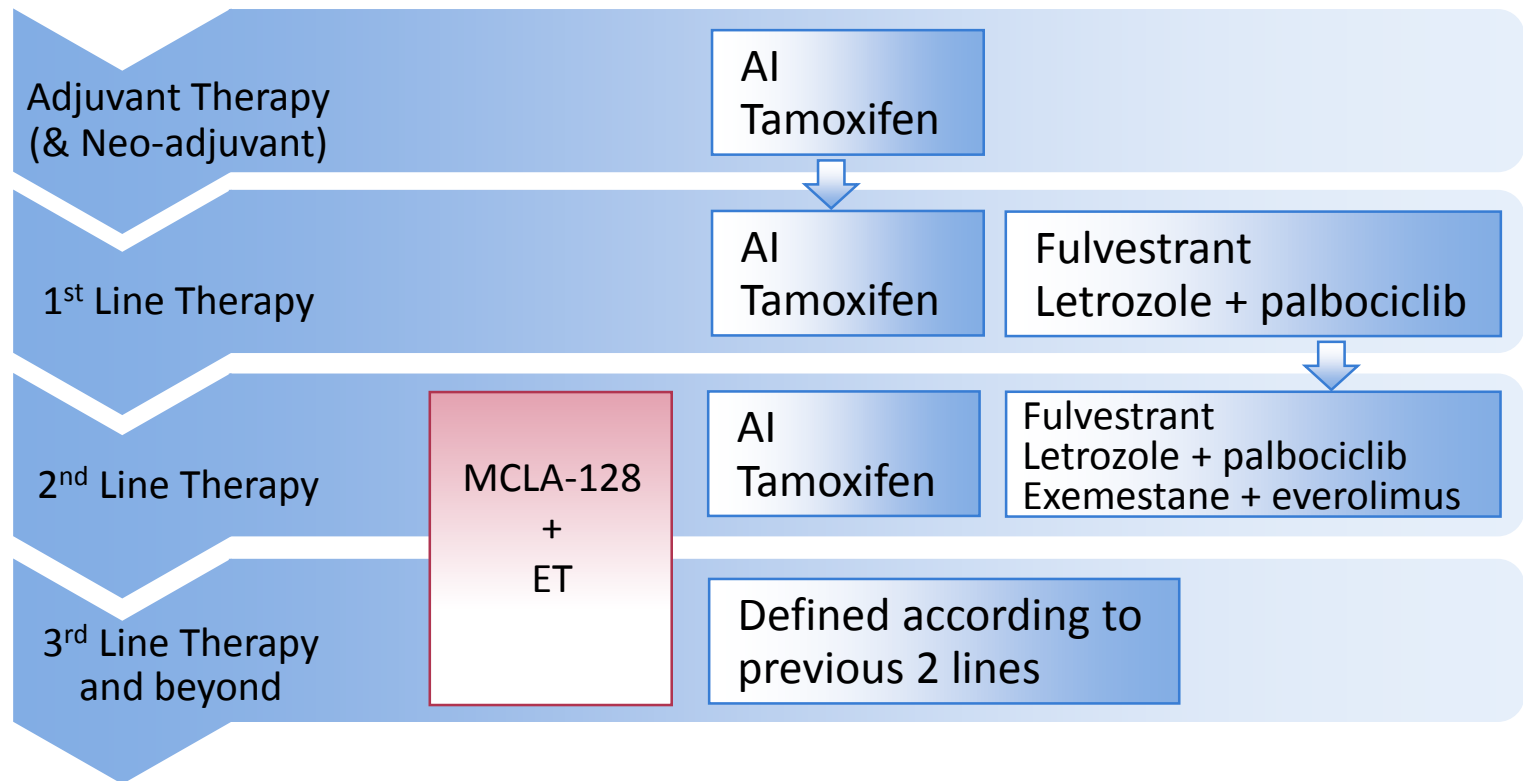 Adjuvant Therapy
(& Neo-adjuvant)
AI
Tamoxifen
1st Line Therapy
AI
Tamoxifen
Fulvestrant
Letrozole + palbociclib
2nd Line Therapy
MCLA-128
+
ET
AI
Tamoxifen
Fulvestrant
Letrozole + palbociclib
Exemestane + everolimus
3rd Line Therapy
and beyond
Defined according to
previous 2 lines